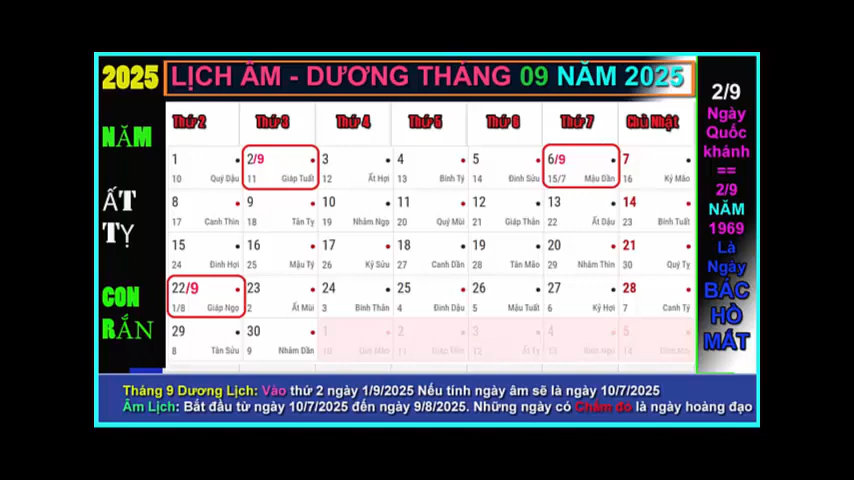 2025
LỊCH ÂM - DƯƠNG THÁNG 09 NĂM 2025
NĂM
ẤT
TỴ
CON
RẮN
Thứ 2 Thứ 3 Thứ 4 Thứ 5 Thứ 6 Thứ 7 Chủ Nhật
1 2/9 3 4 5 6/9 7
10 Quý Dậu 11 Giáp Tuất 12 Ất Hợi 13 Bính Tý 14 Đinh Sửu 15/7 Mậu Dần 16 Kỷ Mão
8 9 10 11 12 13 14
17 Canh Thìn 18 Tân Tỵ 19 Nhâm Ngọ 20 Quý Mùi 21 Giáp Thân 22 Ất Dậu 23 Bính Tuất
15 16 17 18 19 20 21
24 Đinh Hợi 25 Mậu Tý 26 Kỷ Sửu 27 Canh Dần 28 Tân Mão 29 Nhâm Thìn 30 Quý Tỵ
22/9 23 24 25 26 27 28
1/8 Giáp Ngọ 2 Ất Mùi 3 Bính Thân 4 Đinh Dậu 5 Mậu Tuất 6 Kỷ Hợi 7 Canh Tý
29 30 1 2 3 4 5
8 Tân Sửu 9 Nhâm Dần 10 11 12 13 14
2/9
Ngày
Quốc
khánh
==
2/9
NĂM
1969
Là
Ngày
BÁC
HỒ
MẤT
Tháng 9 Dương Lịch: Vào thứ 2 ngày 1/9/2025 Nếu tính ngày âm sẽ là ngày 10/7/2025
Âm Lịch: Bắt đầu từ ngày 10/7/2025 đến ngày 9/8/2025. Những ngày có Chấm đỏ là ngày hoàng đạo